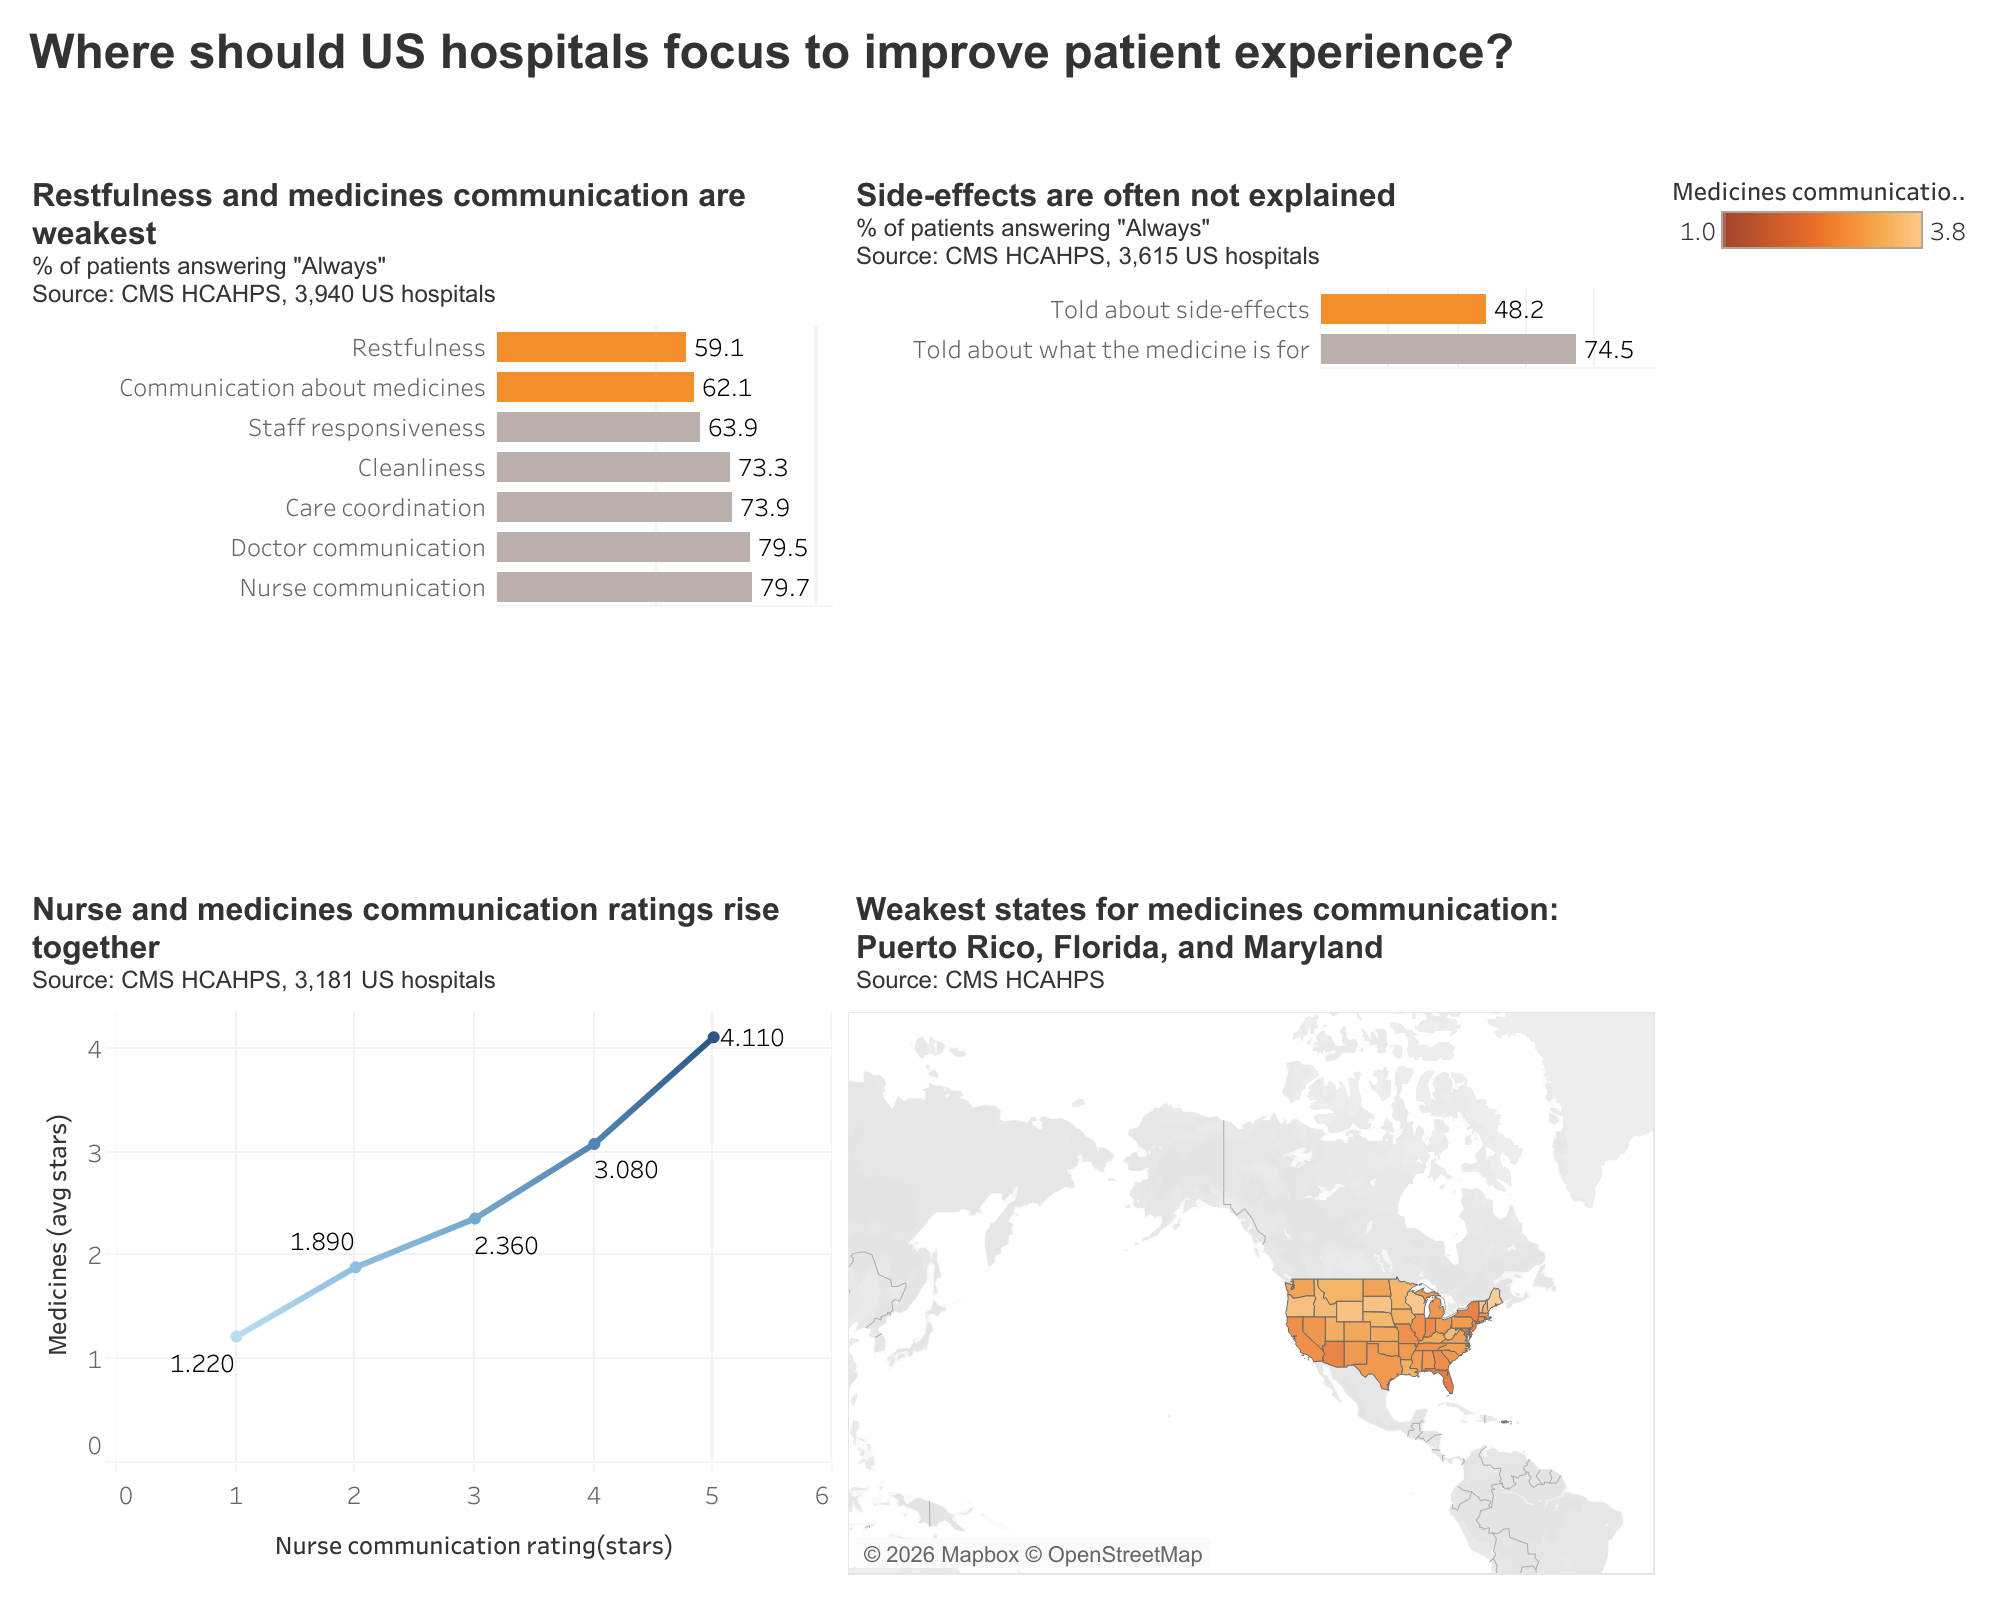 Where should US hospitals focus to improve patient experience?
Restfulness and medicines communication are
weakest
% of patients answering "Always"
Source: CMS HCAHPS, 3,940 US hospitals
Restfulness 59.1
Communication about medicines 62.1
Staff responsiveness 63.9
Cleanliness 73.3
Care coordination 73.9
Doctor communication 79.5
Nurse communication 79.7
Side-effects are often not explained
% of patients answering "Always"
Source: CMS HCAHPS, 3,615 US hospitals
Told about side-effects 48.2
Told about what the medicine is for 74.5
Medicines communicatio..
1.0 3.8
Nurse and medicines communication ratings rise
together
Source: CMS HCAHPS, 3,181 US hospitals
Medicines (avg stars)
4
3
2
1
0
4.110
3.080
2.360
1.890
1.220
0 1 2 3 4 5 6
Nurse communication rating(stars)
Weakest states for medicines communication:
Puerto Rico, Florida, and Maryland
Source: CMS HCAHPS
© 2026 Mapbox © OpenStreetMap